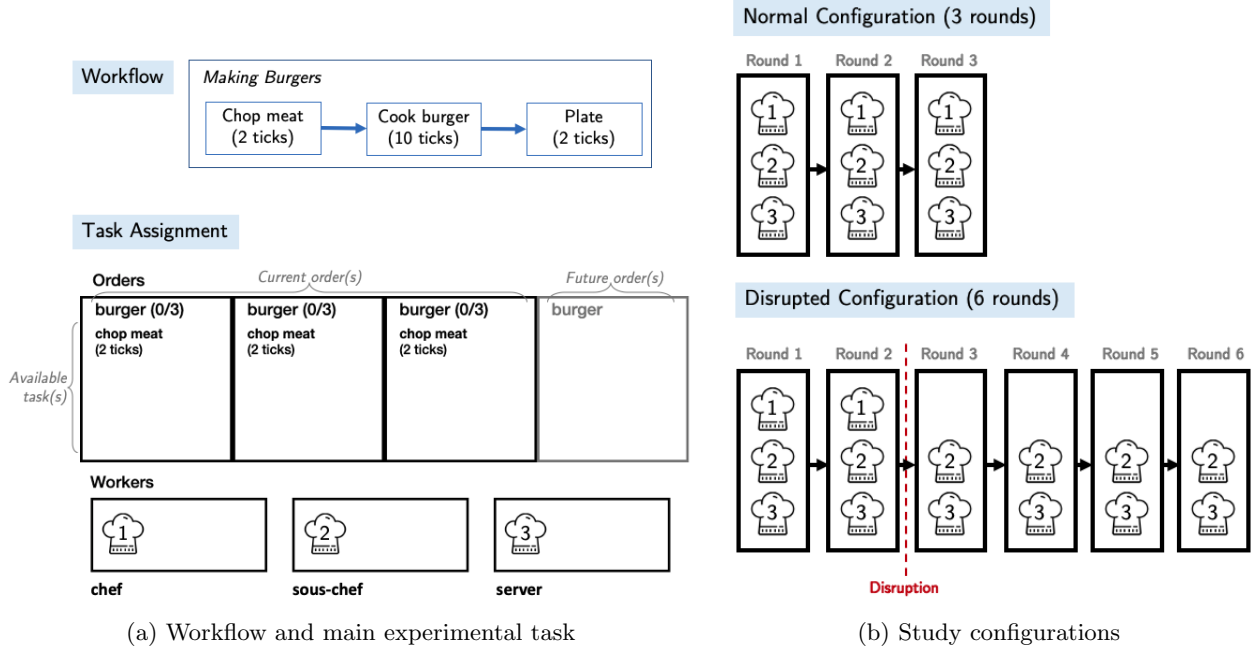 Workflow
Making Burgers
Chop meat
(2 ticks)
Cook burger
(10 ticks)
Plate
(2 ticks)
Task Assignment
Orders
Current order(s)
Future order(s)
burger (0/3)
chop meat
(2 ticks)
burger (0/3)
chop meat
(2 ticks)
burger (0/3)
chop meat
(2 ticks)
burger
Available
task(s)
Workers
1
2
3
chef
sous-chef
server
(a) Workflow and main experimental task
Normal Configuration (3 rounds)
Round 1 Round 2 Round 3
1 1 1
2 2 2
3 3 3
Disrupted Configuration (6 rounds)
Round 1 Round 2 Round 3 Round 4 Round 5 Round 6
1 1
2 2 2 2 2 2
3 3 3 3 3 3
Disruption
(b) Study configurations